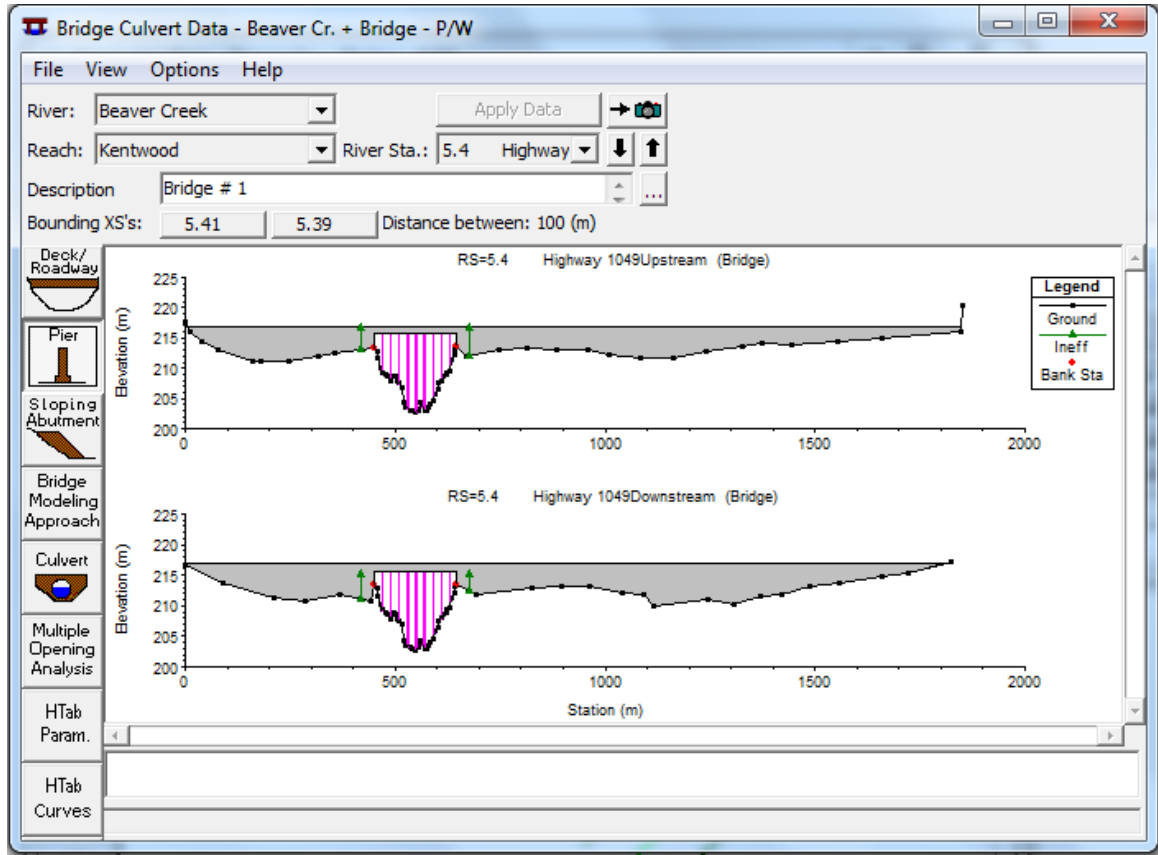 Bridge Culvert Data - Beaver Cr. + Bridge - P/W
File View Options Help
River: Beaver Creek Apply Data
Reach: Kentwood River Sta.: 5.4 Highway
Description Bridge # 1 ...
Bounding XS's: 5.41 5.39 Distance between: 100 (m)
Deck/
Roadway
Pier
Sloping
Abutment
Bridge
Modeling
Approach
Culvert
Multiple
Opening
Analysis
HTab
Param.
HTab
Curves
RS=5.4 Highway 1049Upstream (Bridge)
225
220
215
210
205
200
Elevation (m)
0 500 1000 1500 2000
Legend
Ground
Ineff
Bank Sta
RS=5.4 Highway 1049Downstream (Bridge)
225
220
215
210
205
200
Elevation (m)
0 500 1000 1500 2000
Station (m)